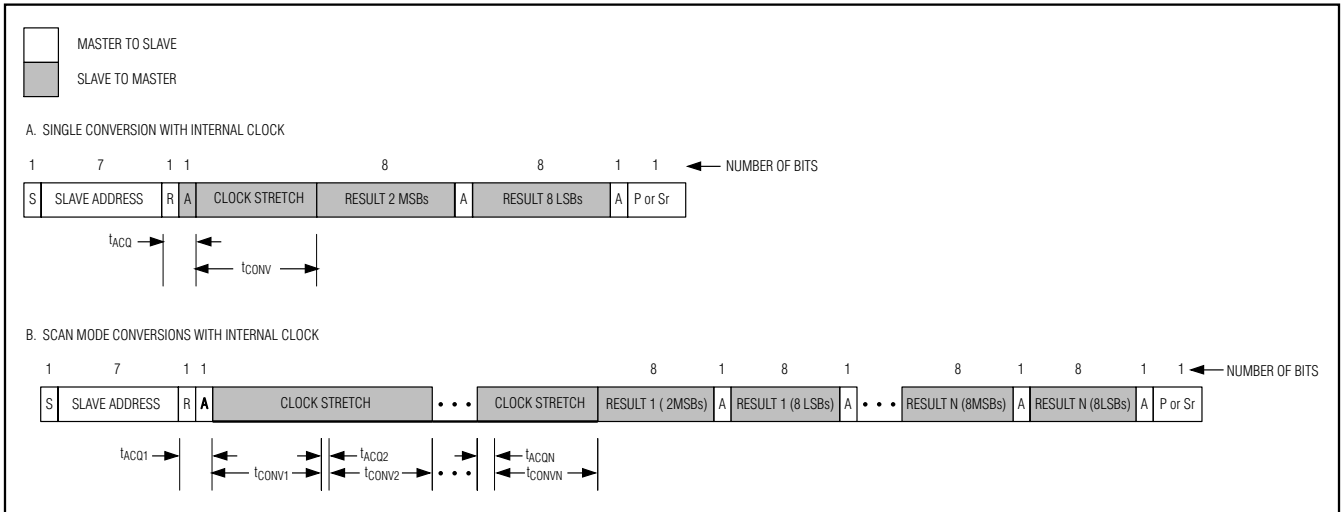 MASTER TO SLAVE
SLAVE TO MASTER
A. SINGLE CONVERSION WITH INTERNAL CLOCK
1 7 1 1 8 8 1 1 NUMBER OF BITS
S SLAVE ADDRESS R A CLOCK STRETCH RESULT 2 MSBs A RESULT 8 LSBs A P or Sr
tACQ
tCONV
B. SCAN MODE CONVERSIONS WITH INTERNAL CLOCK
1 7 1 1 8 1 8 1 8 1 8 1 1 NUMBER OF BITS
S SLAVE ADDRESS R A CLOCK STRETCH • • • CLOCK STRETCH RESULT 1 ( 2MSBs) A RESULT 1 (8 LSBs) A • • • RESULT N (8MSBs) A RESULT N (8LSBs) A P or Sr
tACQ1 tACQ2 tACQN
tCONV1 tCONV2 • • • tCONVN